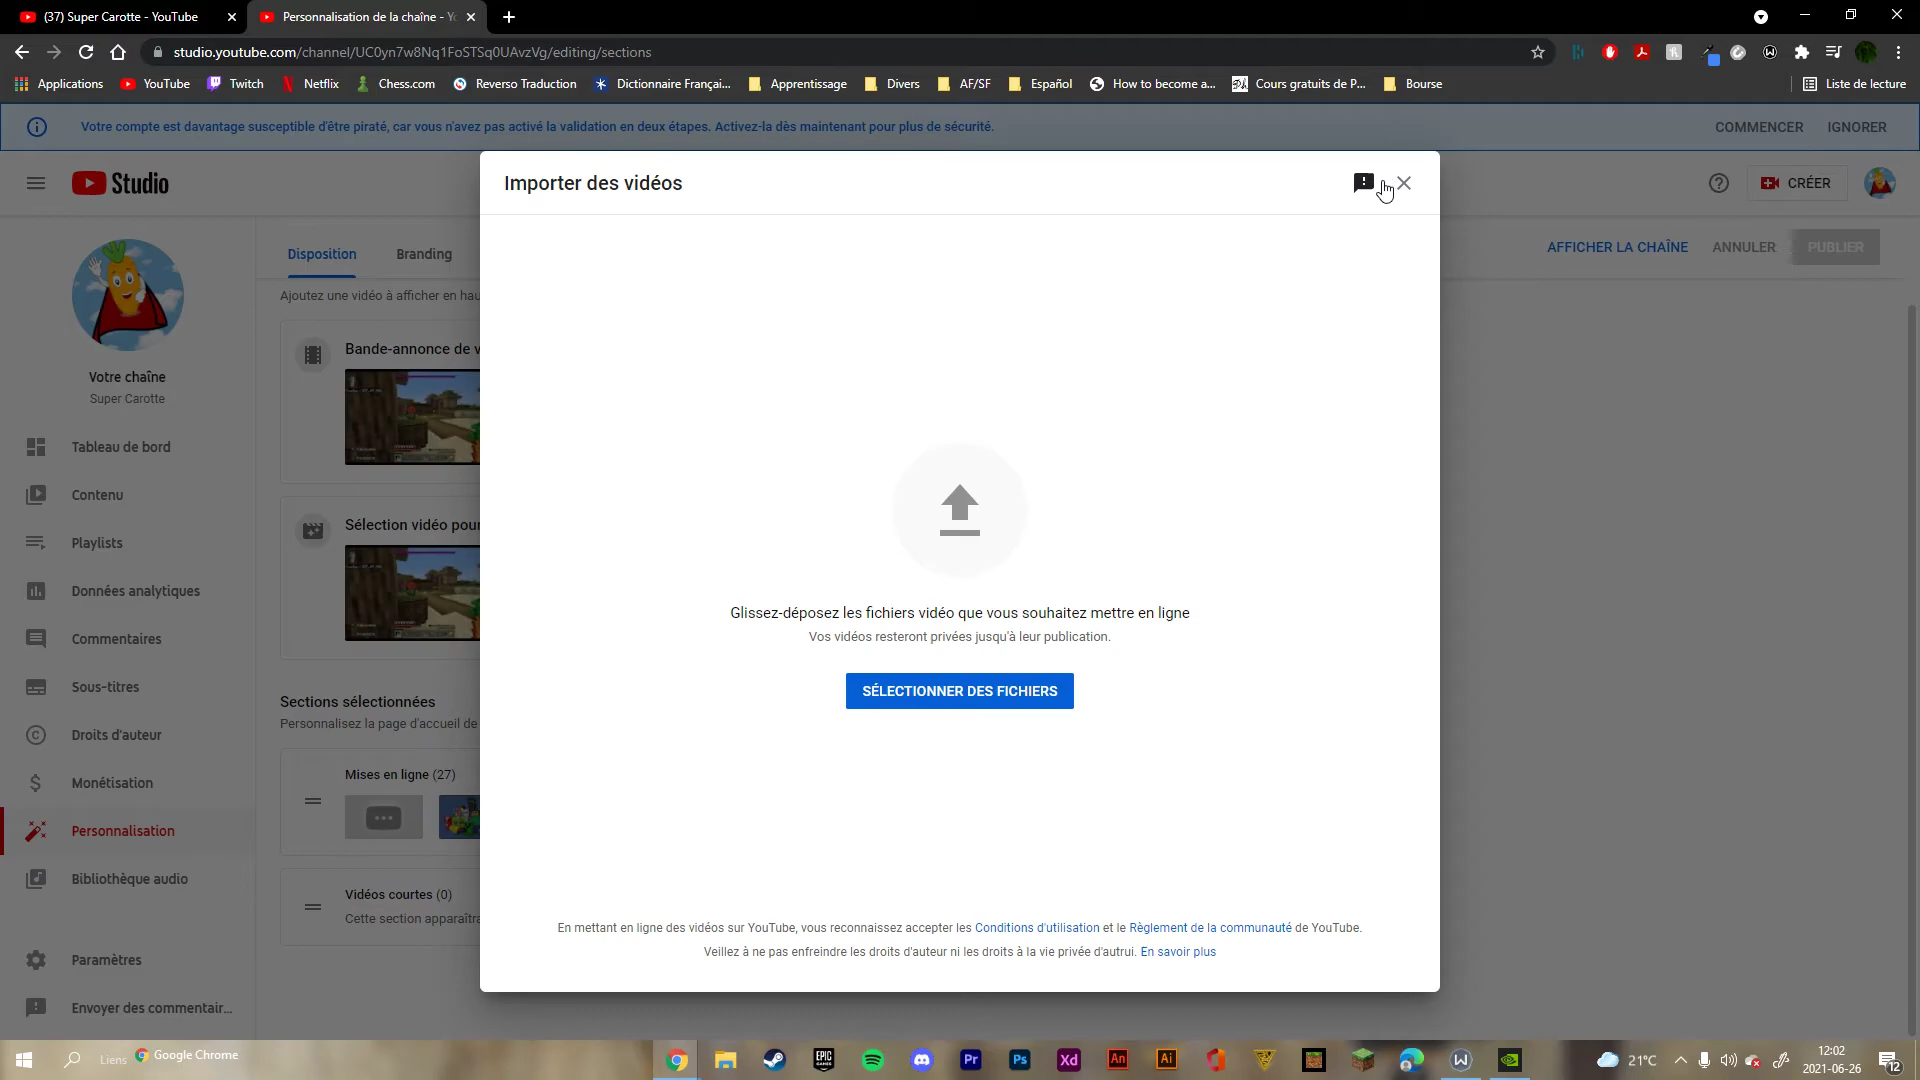 (37) Super Carotte - YouTube
Personnalisation de la chaîne - Yo
studio.youtube.com/channel/UC0yn7w8Nq1FoSTSq0UAvzVg/editing/sections
Applications
YouTube
Twitch
Netflix
Chess.com
Reverso Traduction
Dictionnaire Françai...
Apprentissage
Divers
AF/SF
Español
How to become a...
Cours gratuits de P...
Bourse
Liste de lecture
Votre compte est davantage susceptible d'être piraté, car vous n'avez pas activé la validation en deux étapes. Activez-la dès maintenant pour plus de sécurité.
COMMENCER
IGNORER
Studio
Importer des vidéos
CRÉER
Disposition
Branding
AFFICHER LA CHAÎNE
ANNULER
PUBLIER
Ajoutez une vidéo à afficher en hau
Bande-annonce de v
Votre chaîne
Super Carotte
Tableau de bord
Contenu
Sélection vidéo pour
Playlists
Données analytiques
Commentaires
Sous-titres
Droits d'auteur
Monétisation
Personnalisation
Bibliothèque audio
Paramètres
Envoyer des commentair...
Sections sélectionnées
Personnalisez la page d'accueil de
Mises en ligne (27)
Vidéos courtes (0)
Cette section apparaîtra
Glissez-déposez les fichiers vidéo que vous souhaitez mettre en ligne
Vos vidéos resteront privées jusqu'à leur publication.
SÉLECTIONNER DES FICHIERS
En mettant en ligne des vidéos sur YouTube, vous reconnaissez accepter les Conditions d'utilisation et le Règlement de la communauté de YouTube.
Veillez à ne pas enfreindre les droits d'auteur ni les droits à la vie privée d'autrui. En savoir plus
Liens
Google Chrome
EPIC GAMES
Pr
Ps
Xd
An
Ai
21°C
12:02
2021-06-26
12